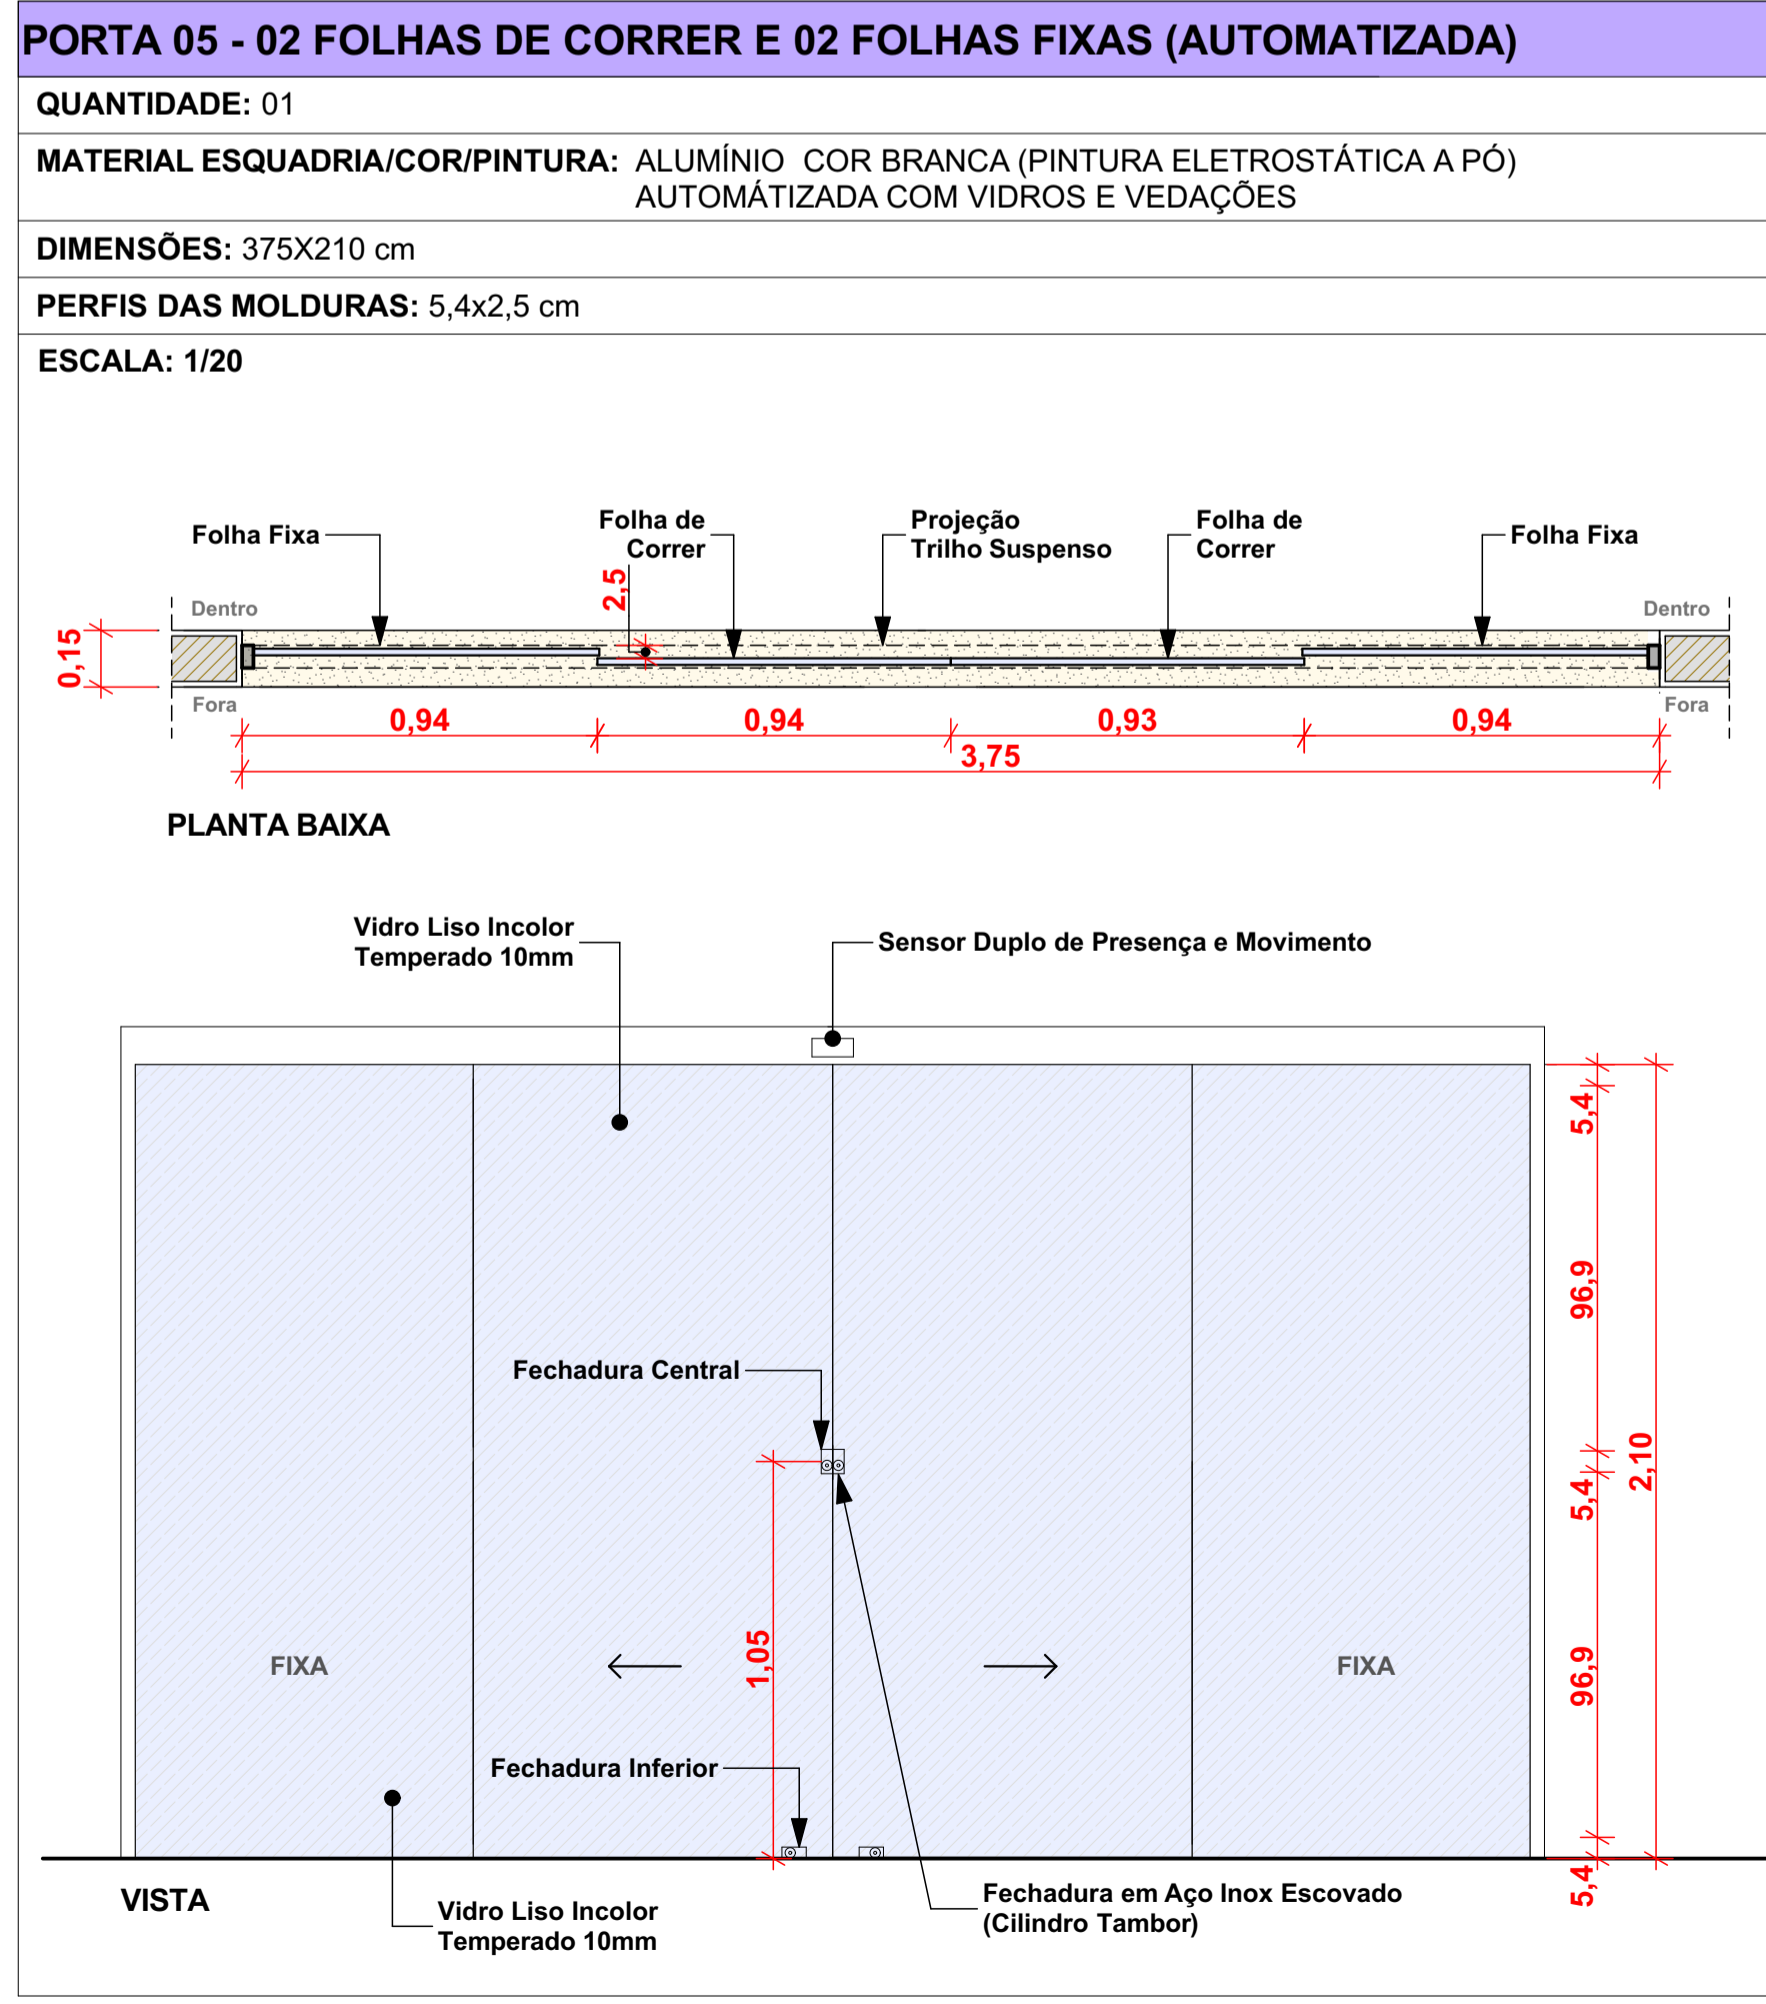 PORTA 05 - 02 FOLHAS DE CORRER E 02 FOLHAS FIXAS (AUTOMATIZADA)
QUANTIDADE: 01
MATERIAL ESQUADRIA/COR/PINTURA: ALUMÍNIO COR BRANCA (PINTURA ELETROSTÁTICA A PÓ)
AUTOMÁTIZADA COM VIDROS E VEDAÇÕES
DIMENSÕES: 375X210 cm
PERFIS DAS MOLDURAS: 5,4x2,5 cm
ESCALA: 1/20
Folha Fixa
Folha de
Correr
Projeção
Trilho Suspenso
Folha de
Correr
Folha Fixa
2,5
Dentro
Dentro
0,15
Fora
Fora
0,94
0,94
0,93
0,94
3,75
PLANTA BAIXA
Vidro Liso Incolor
Temperado 10mm
Sensor Duplo de Presença e Movimento
5,4
96,9
Fechadura Central
2,10
5,4
1,05
FIXA
FIXA
96,9
Fechadura Inferior
5,4
VISTA
Vidro Liso Incolor
Temperado 10mm
Fechadura em Aço Inox Escovado
(Cilindro Tambor)